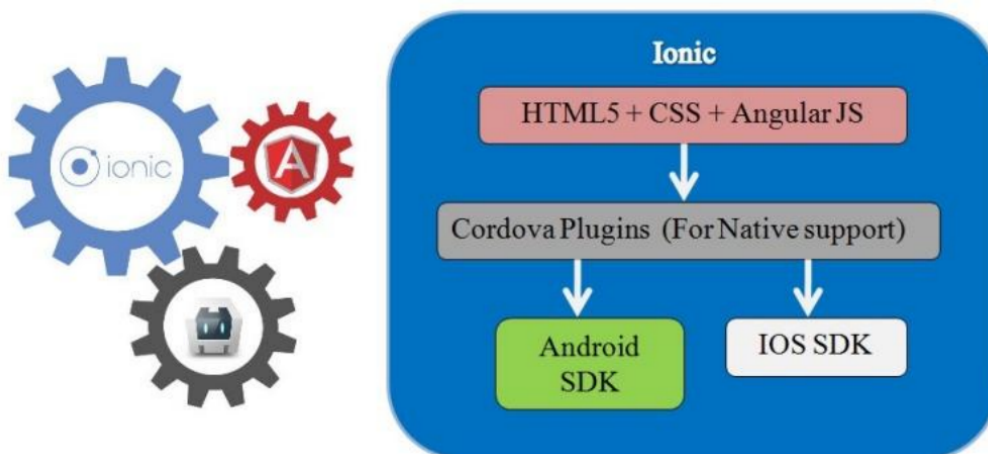 ionic
A
Ionic
HTML5 + CSS + Angular JS
Cordova Plugins (For Native support)
Android
SDK
IOS SDK